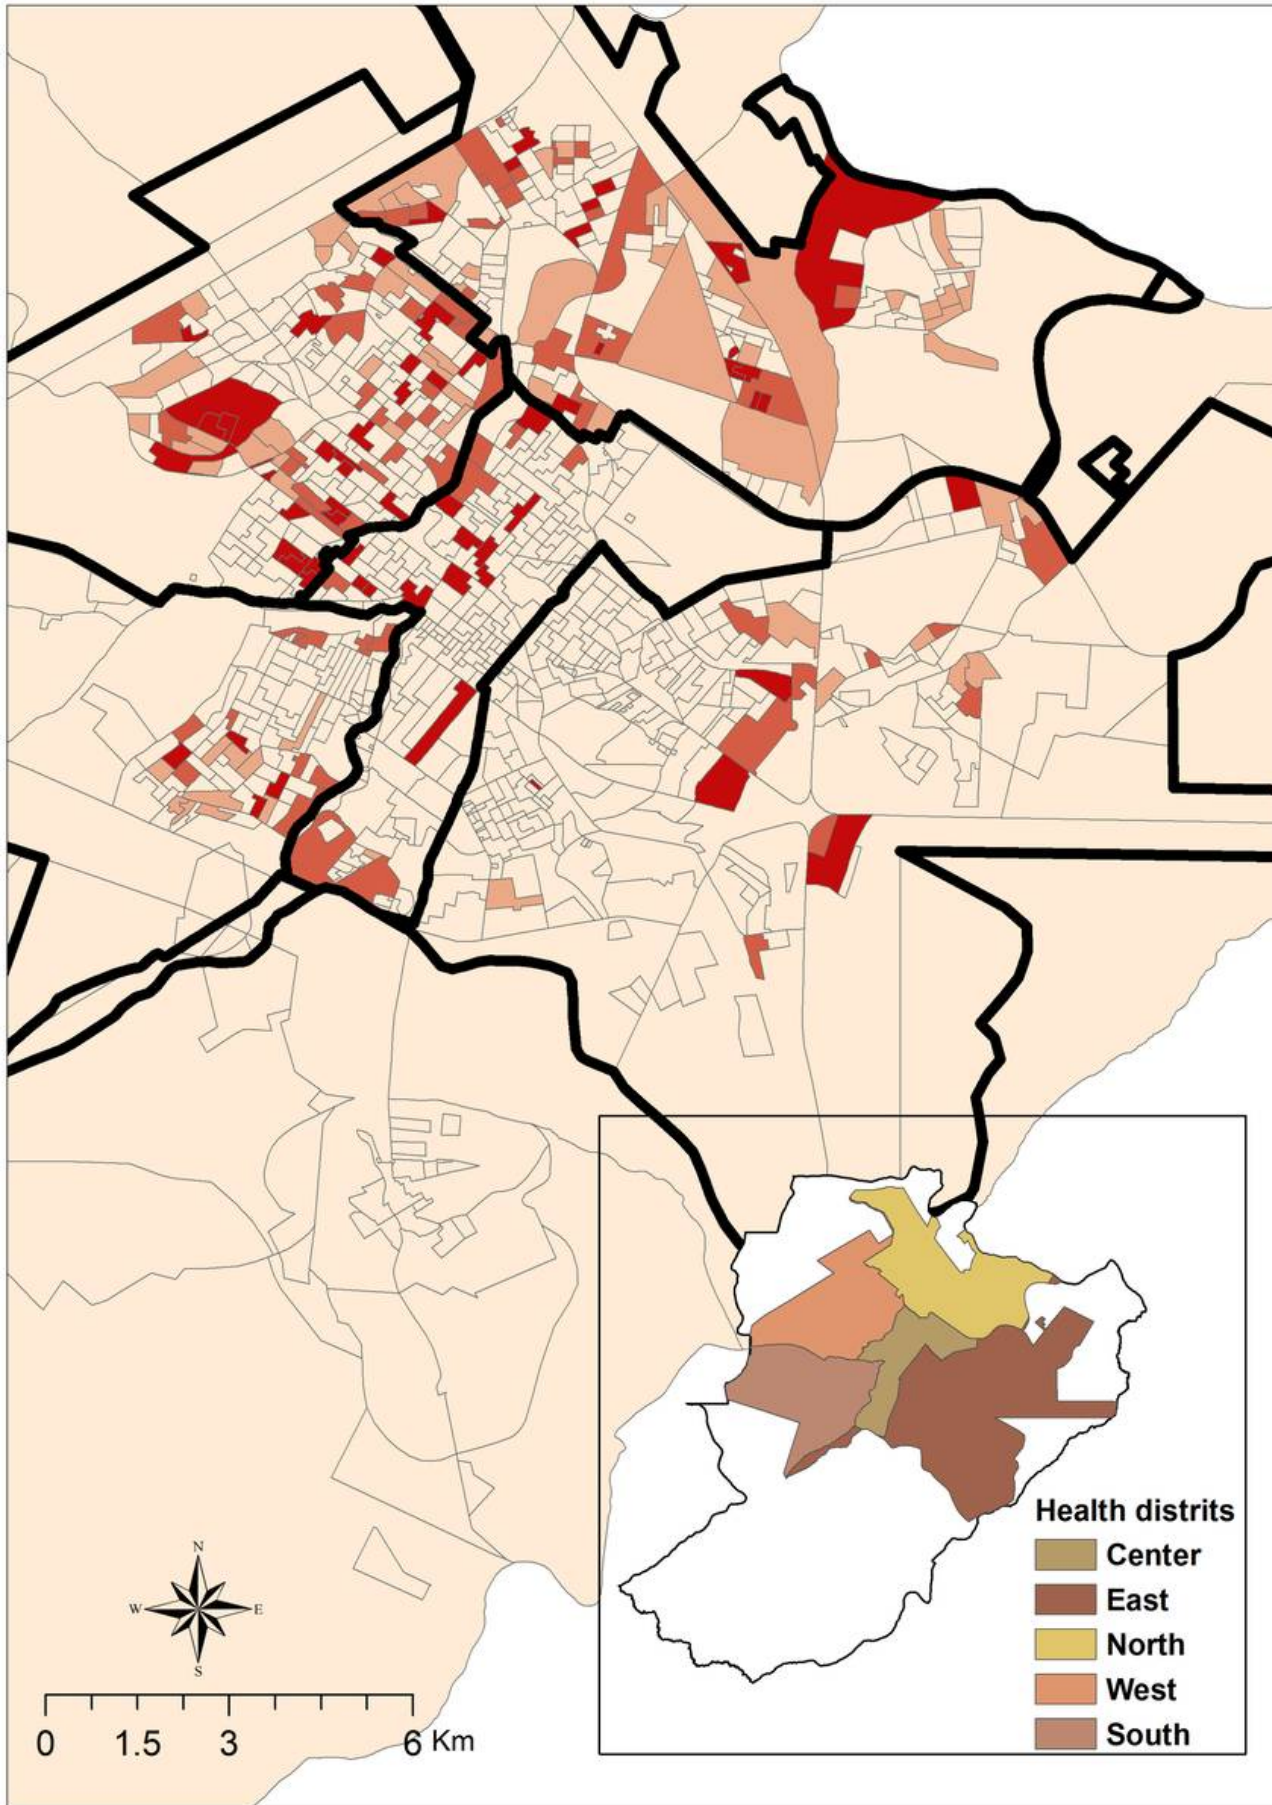 Health distrits
Center
East
North
West
South
N
W E
S
0 1.5 3 6 Km